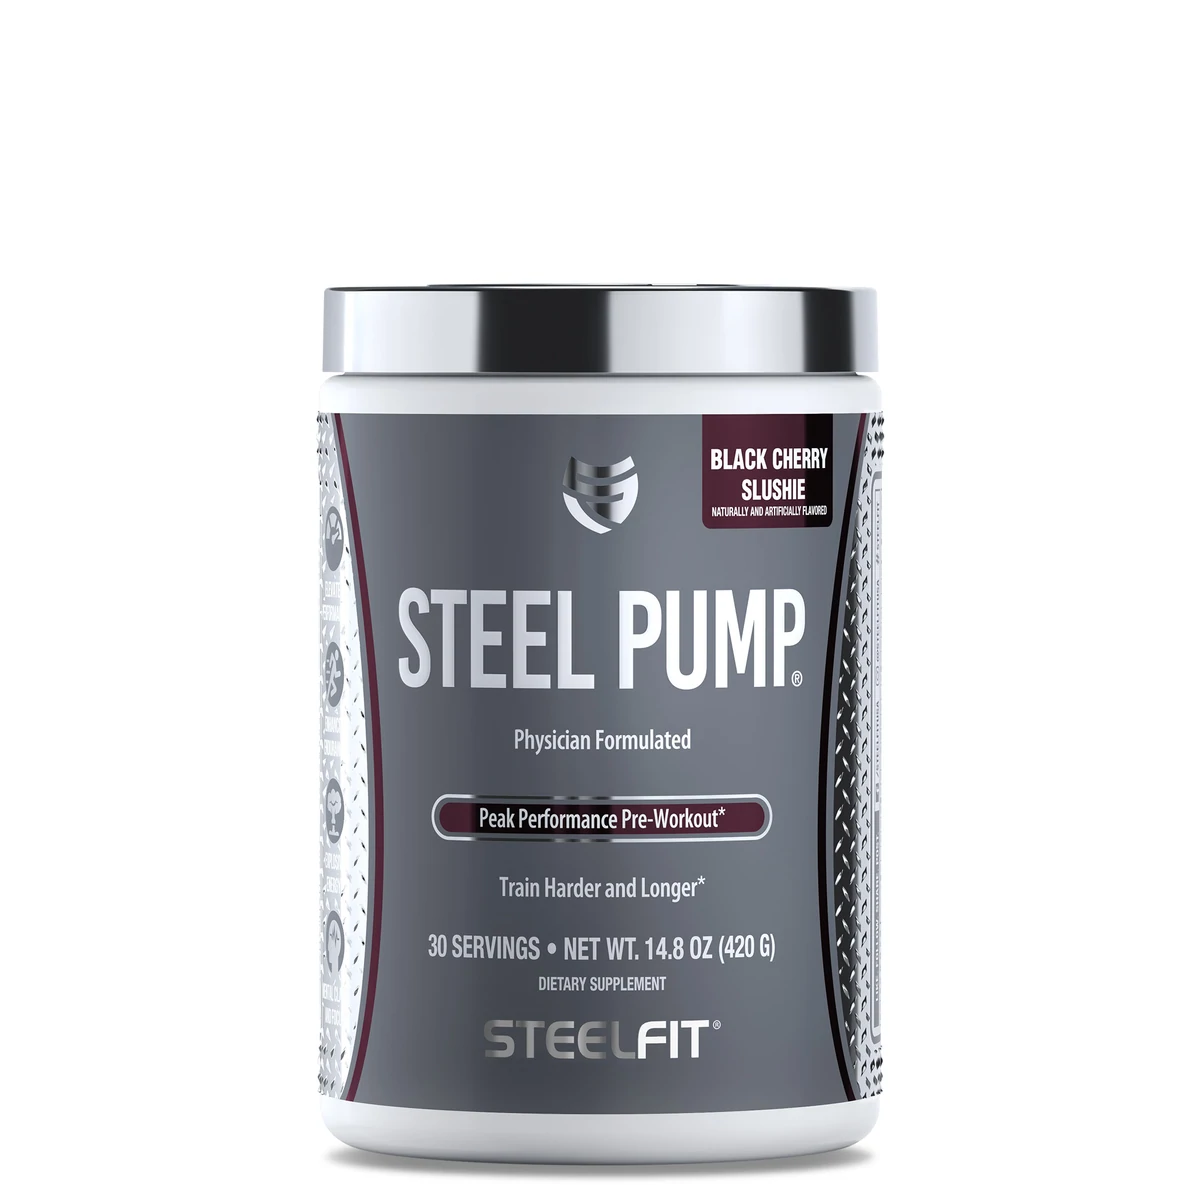 BLACK CHERRY
SLUSHIE
NATURALLY AND ARTIFICIALLY FLAVORED
STEEL PUMP®
Physician Formulated
Peak Performance Pre-Workout*
Train Harder and Longer*
30 SERVINGS • NET WT. 14.8 OZ (420 G)
DIETARY SUPPLEMENT
STEELFIT®